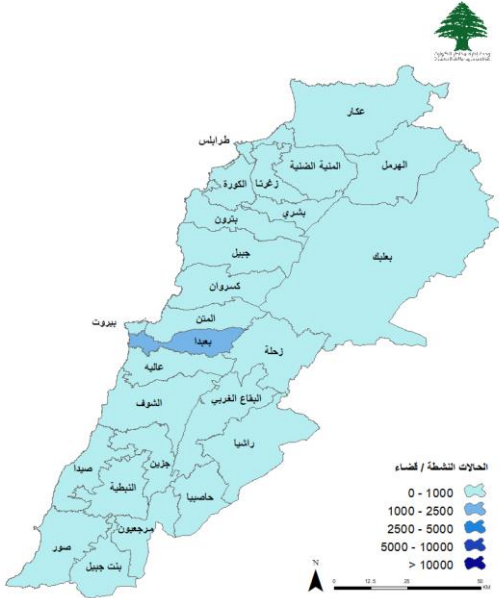 عكار
طرابلس
المنية الضنية
الهرمل
زغرتا
الكورة
بشري
بترون
بعلبك
جبيل
كسروان
المتن
بيروت
بعبدا
زحلة
عاليه
البقاع الغربي
الشوف
راشيا
صيدا
جزين
النبطية
حاصبيا
مرجعيون
صور
بنت جبيل
الحالات النشطة / قضاء
0 - 1000
1000 - 2500
2500 - 5000
5000 - 10000
> 10000
N
0 12.5 25 50
KM